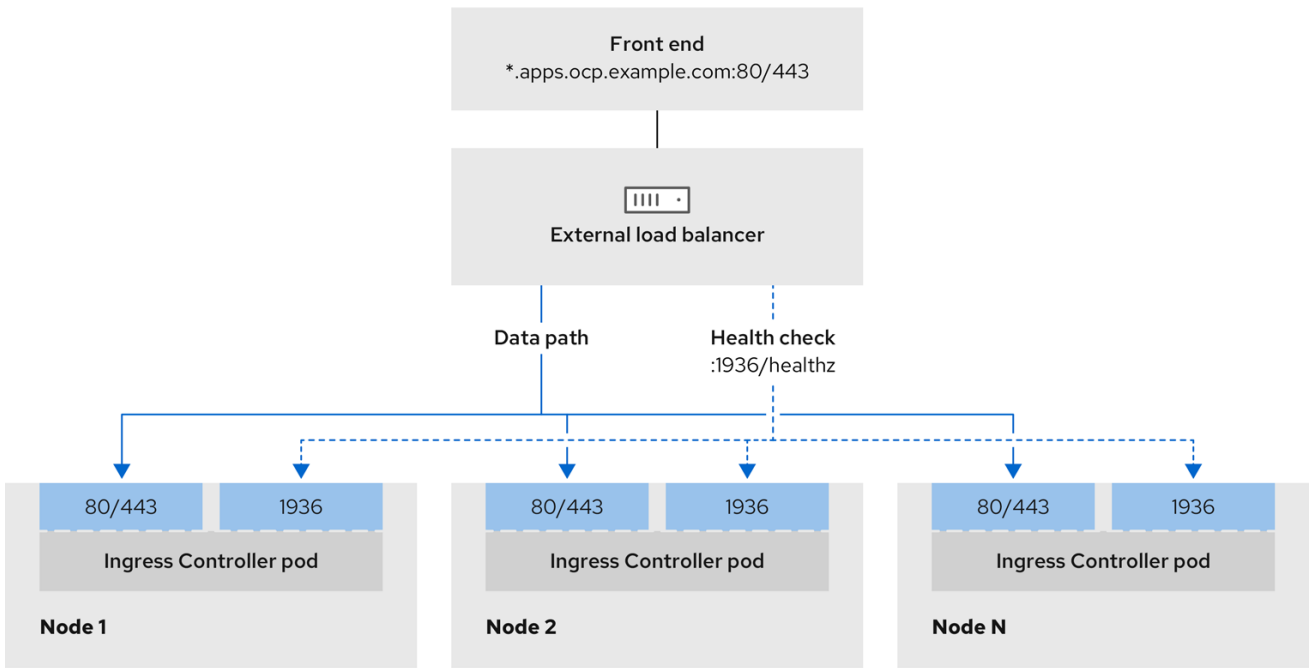 Front end
*.apps.ocp.example.com:80/443
External load balancer
Data path
Health check
:1936/healthz
80/443
1936
80/443
1936
80/443
1936
Ingress Controller pod
Ingress Controller pod
Ingress Controller pod
Node 1
Node 2
Node N